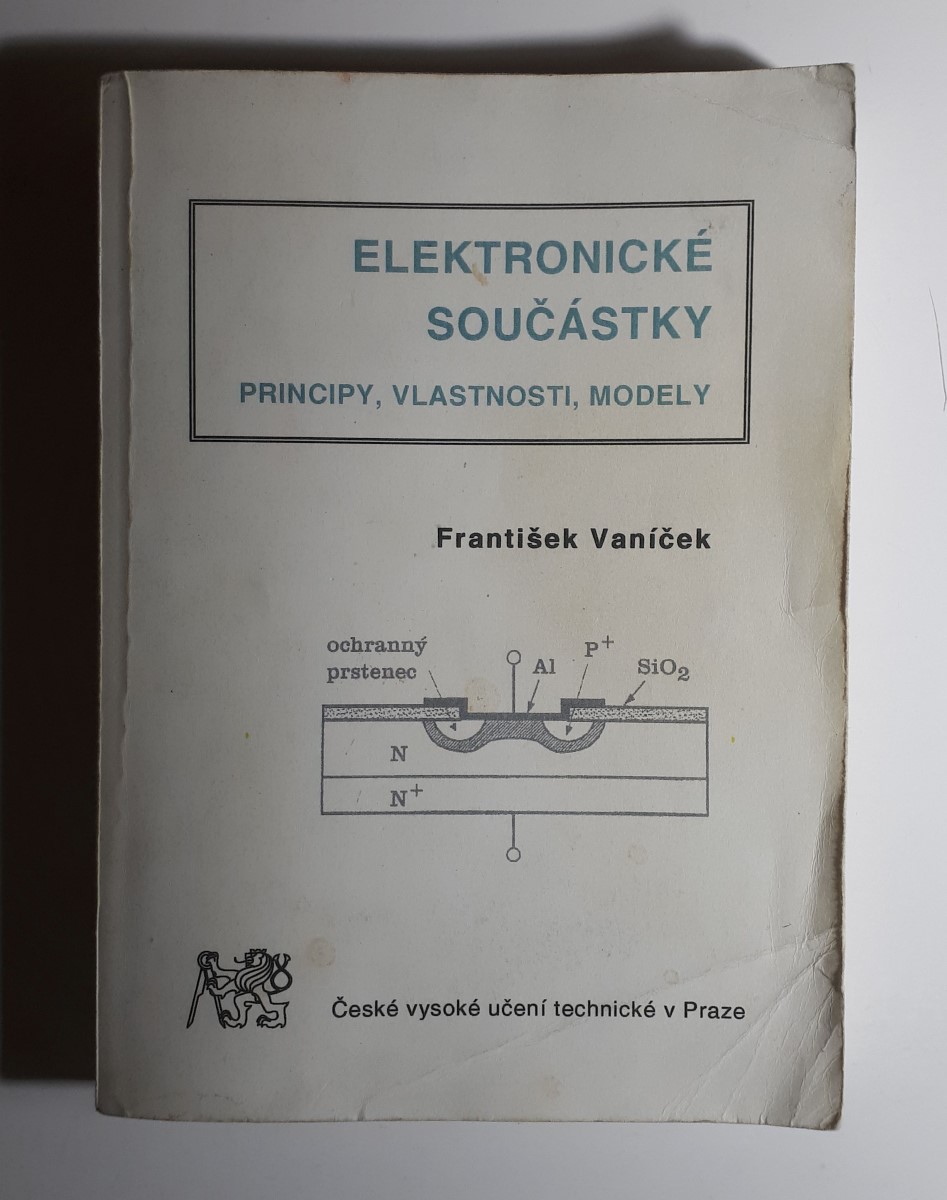 ELEKTRONICKÉ
SOUČÁSTKY
PRINCIPY, VLASTNOSTI, MODELY
František Vaníček
ochranný
prstenec
Al
P+
SiO₂
N
N+
České vysoké učení technické v Praze